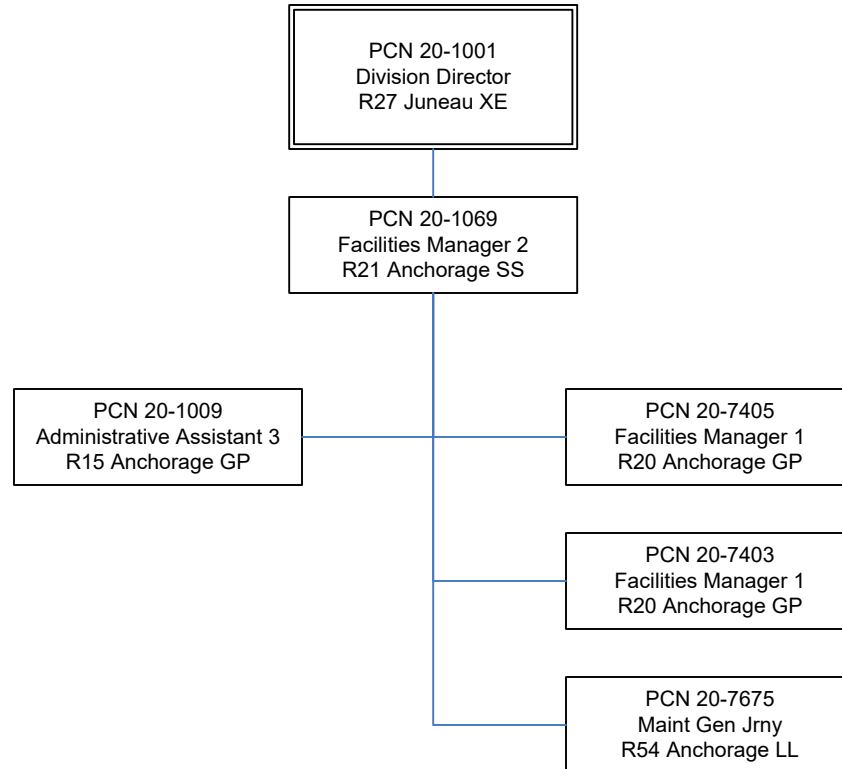 PCN 20-1001
Division Director
R27 Juneau XE
PCN 20-1069
Facilities Manager 2
R21 Anchorage SS
PCN 20-1009
Administrative Assistant 3
R15 Anchorage GP
PCN 20-7405
Facilities Manager 1
R20 Anchorage GP
PCN 20-7403
Facilities Manager 1
R20 Anchorage GP
PCN 20-7675
Maint Gen Jrny
R54 Anchorage LL